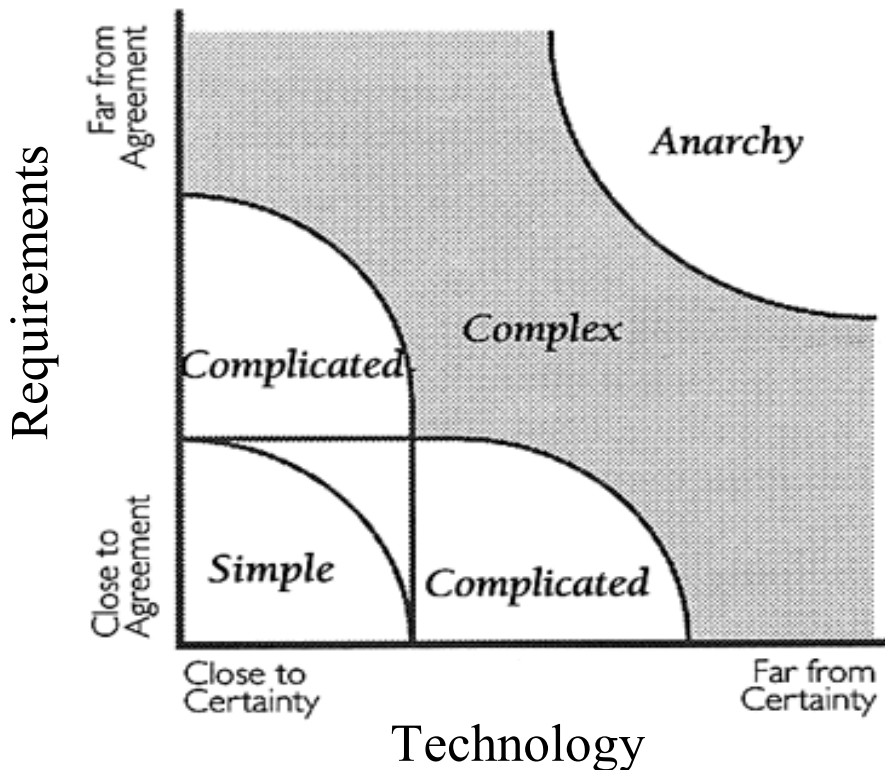 Far from
Agreement
Anarchy
Requirements
Complex
Complicated
Close to
Agreement
Simple
Complicated
Close to
Certainty
Far from
Certainty
Technology